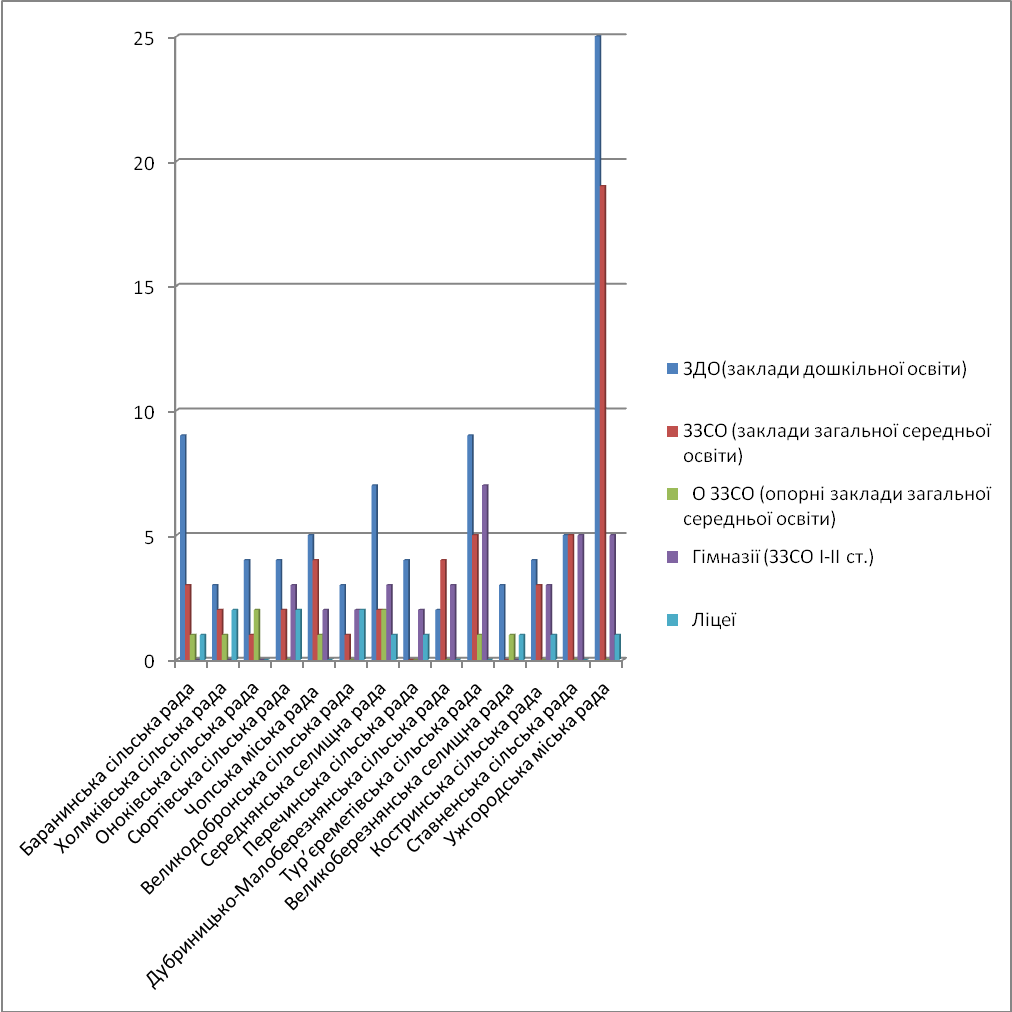 25
20
15
10
5
0
Баранинська сільська рада
Холмківська сільська рада
Оноківська сільська рада
Сюртівська сільська рада
Чопська міська рада
Великодобронська сільська рада
Середнянська селищна рада
Перечинська сільська рада
Дубриницько-Малоберезнянська сільська рада
Тур'єреметівська сільська рада
Великоберезнянська селищна рада
Костринська сільська рада
Ставненська сільська рада
Ужгородська міська рада
ЗДО(заклади дошкільної освіти)
ЗЗСО (заклади загальної середньої
освіти)
О ЗЗСО (опорні заклади загальної
середньої освіти)
Гімназії (ЗЗСО І-ІІ ст.)
Ліцеї